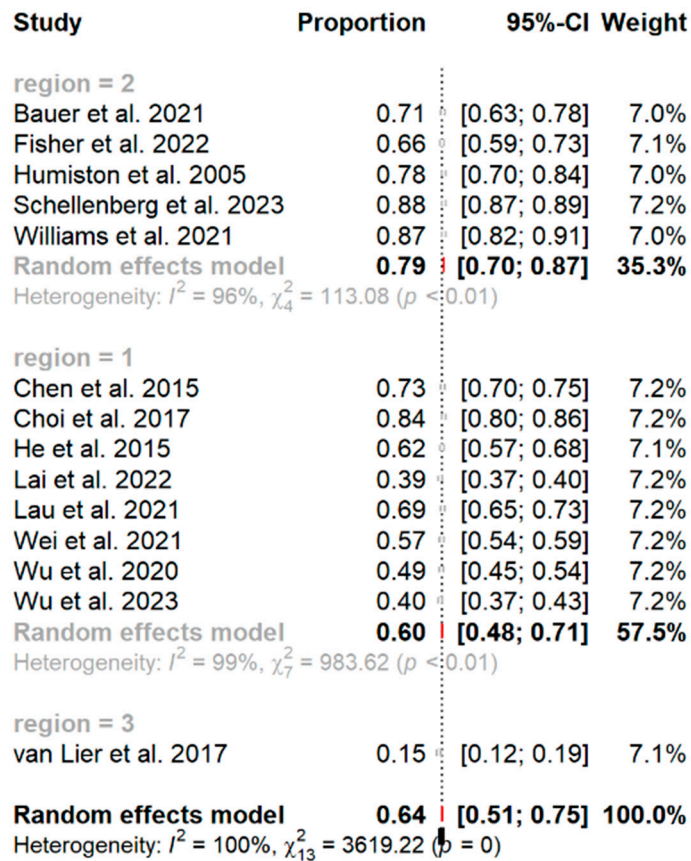 Study Proportion 95%-CI Weight
region = 2
Bauer et al. 2021 0.71 [0.63; 0.78] 7.0%
Fisher et al. 2022 0.66 [0.59; 0.73] 7.1%
Humiston et al. 2005 0.78 [0.70; 0.84] 7.0%
Schellenberg et al. 2023 0.88 [0.87; 0.89] 7.2%
Williams et al. 2021 0.87 [0.82; 0.91] 7.0%
Random effects model 0.79 [0.70; 0.87] 35.3%
Heterogeneity: I² = 96%, χ²₄ = 113.08 (p < 0.01)
region = 1
Chen et al. 2015 0.73 [0.70; 0.75] 7.2%
Choi et al. 2017 0.84 [0.80; 0.86] 7.2%
He et al. 2015 0.62 [0.57; 0.68] 7.1%
Lai et al. 2022 0.39 [0.37; 0.40] 7.2%
Lau et al. 2021 0.69 [0.65; 0.73] 7.2%
Wei et al. 2021 0.57 [0.54; 0.59] 7.2%
Wu et al. 2020 0.49 [0.45; 0.54] 7.2%
Wu et al. 2023 0.40 [0.37; 0.43] 7.2%
Random effects model 0.60 [0.48; 0.71] 57.5%
Heterogeneity: I² = 99%, χ²₇ = 983.62 (p < 0.01)
region = 3
van Lier et al. 2017 0.15 [0.12; 0.19] 7.1%
Random effects model 0.64 [0.51; 0.75] 100.0%
Heterogeneity: I² = 100%, χ²₁₃ = 3619.22 (p = 0)